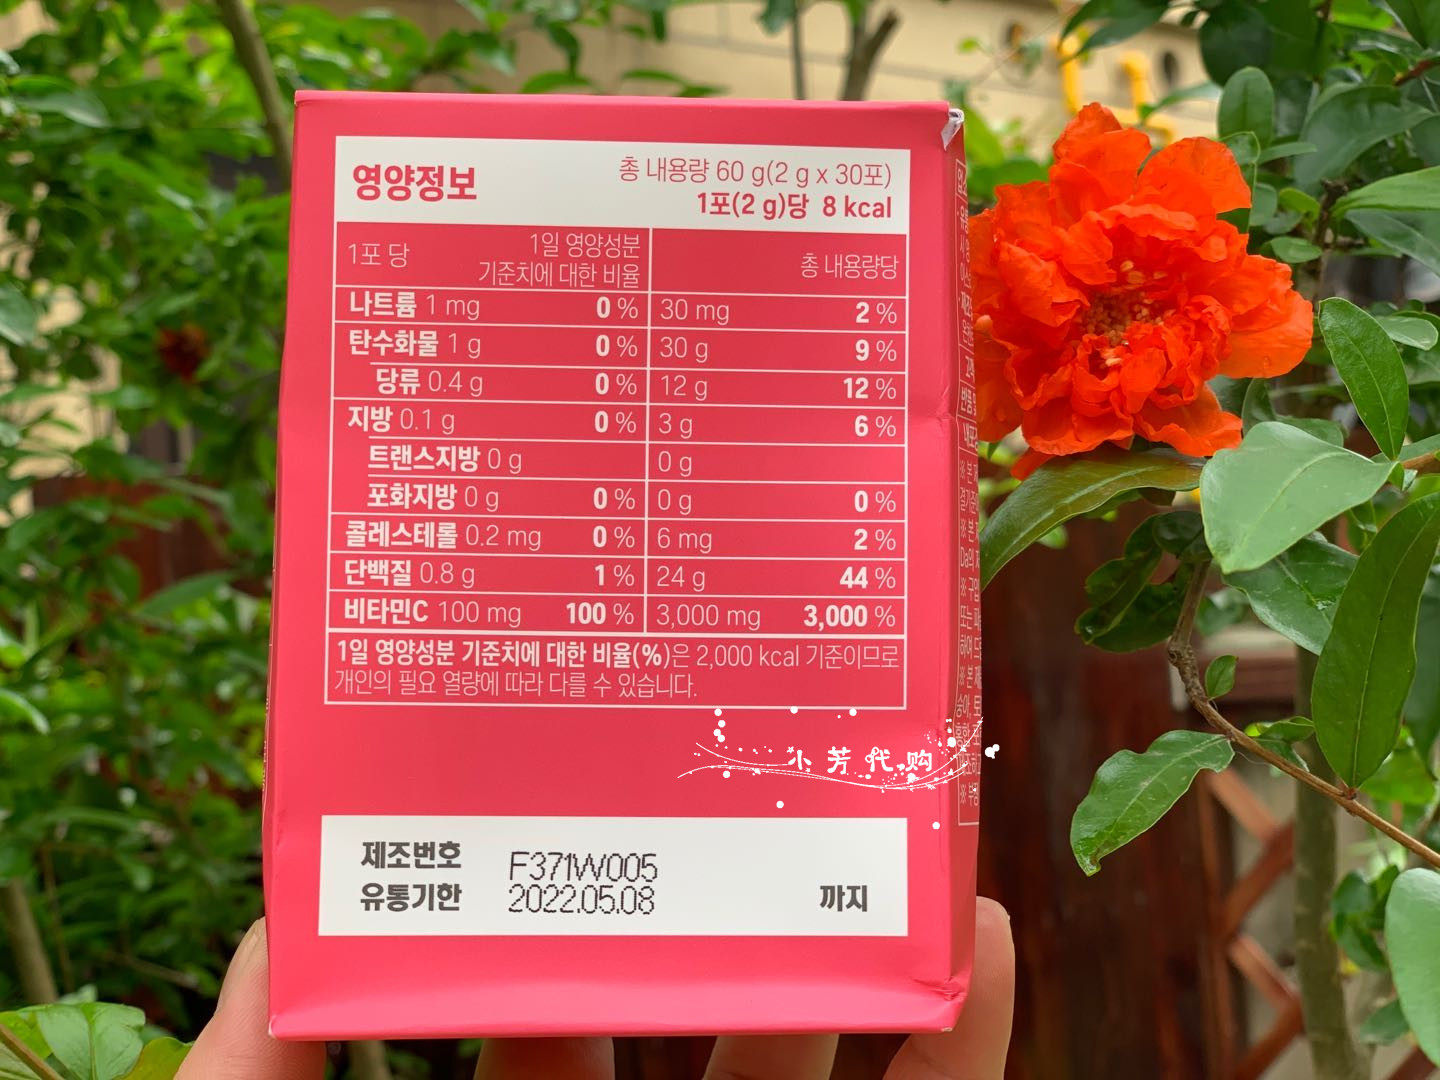 영양정보
총 내용량 60 g(2 g x 30포)
1포(2 g)당 8 kcal
1포 당
1일 영양성분
기준치에 대한 비율
총 내용량당
나트륨 1 mg 0 % 30 mg 2 %
탄수화물 1 g 0 % 30 g 9 %
당류 0.4 g 0 % 12 g 12 %
지방 0.1 g 0 % 3 g 6 %
트랜스지방 0 g 0 g
포화지방 0 g 0 % 0 g 0 %
콜레스테롤 0.2 mg 0 % 6 mg 2 %
단백질 0.8 g 1 % 24 g 44 %
비타민C 100 mg 100 % 3,000 mg 3,000 %
1일 영양성분 기준치에 대한 비율(%)은 2,000 kcal 기준이므로
개인의 필요 열량에 따라 다를 수 있습니다.
小芳代购
제조번호 F371W005
유통기한 2022.05.08 까지